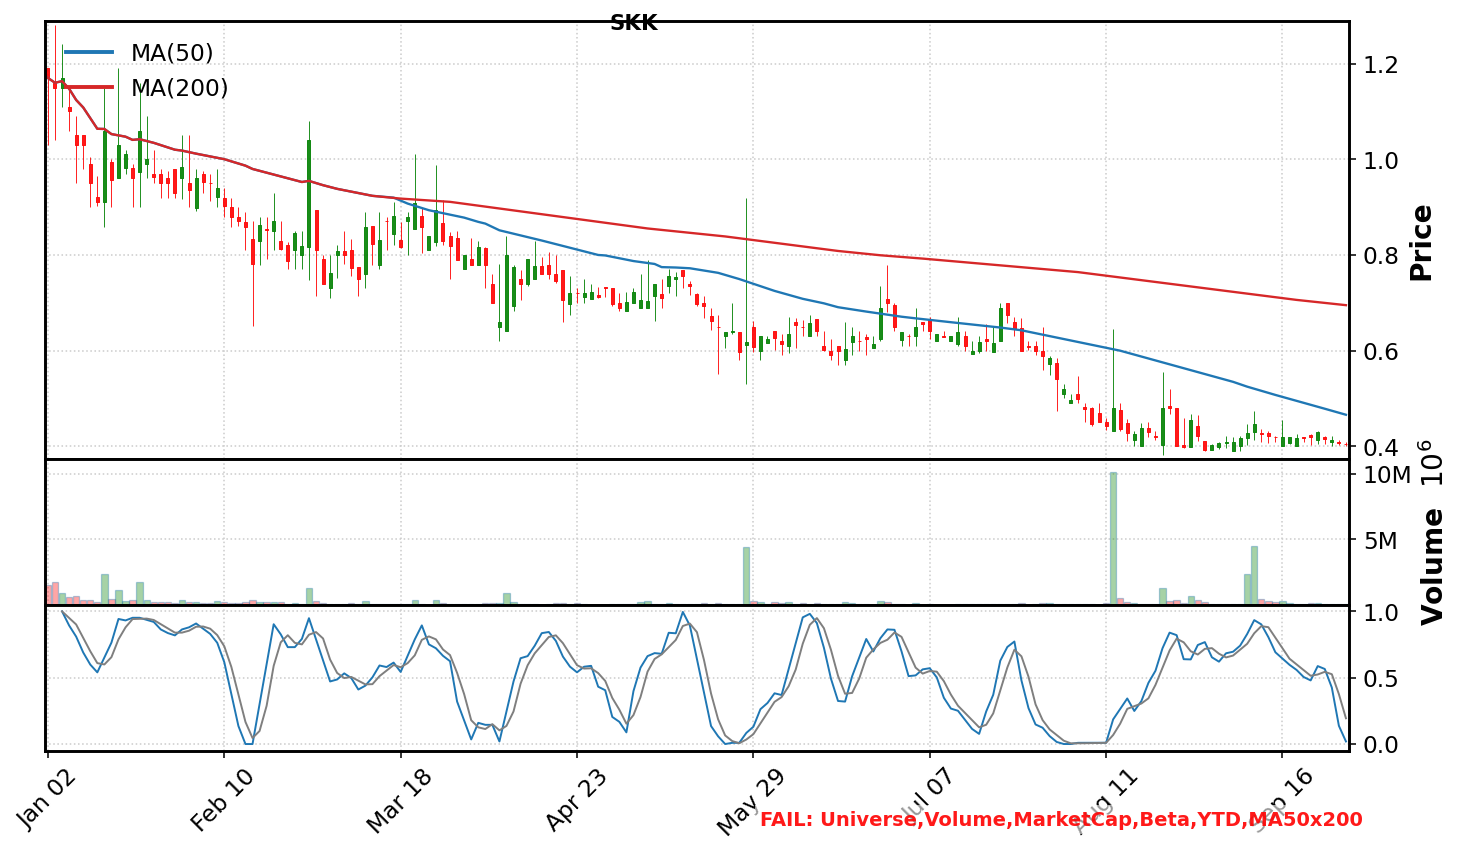 SKK
MA(50)
MA(200)
1.2
1.0
0.8
0.6
0.4
Price
10M
5M
Volume 10^6
1.0
0.5
0.0
Jan 02
Feb 10
Mar 18
Apr 23
May 29
Jul 07
Aug 11
Sep 16
FAIL: Universe,Volume,MarketCap,Beta,YTD,MA50x200